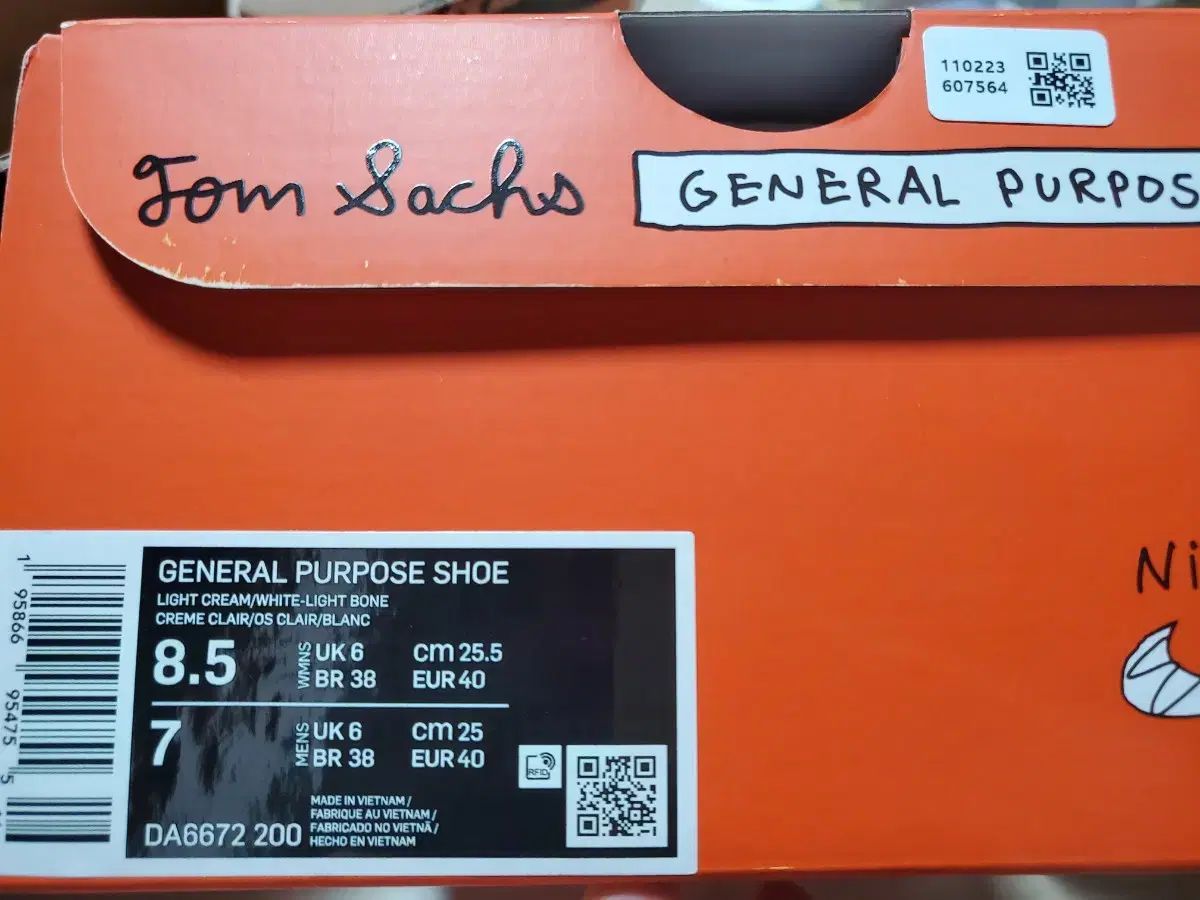 110223
607564
Tom Sachs
GENERAL PURPOS
GENERAL PURPOSE SHOE
LIGHT CREAM/WHITE-LIGHT BONE
CREME CLAIR/OS CLAIR/BLANC
8.5 WMNS UK 6 cm 25.5
BR 38 EUR 40
7 MENS UK 6 cm 25
BR 38 EUR 40
RFID
MADE IN VIETNAM /
FABRIQUE AU VIETNAM /
FABRICADO NO VIETNÃ /
HECHO EN VIETNAM
DA6672 200
1 95866 95475 5
Ni